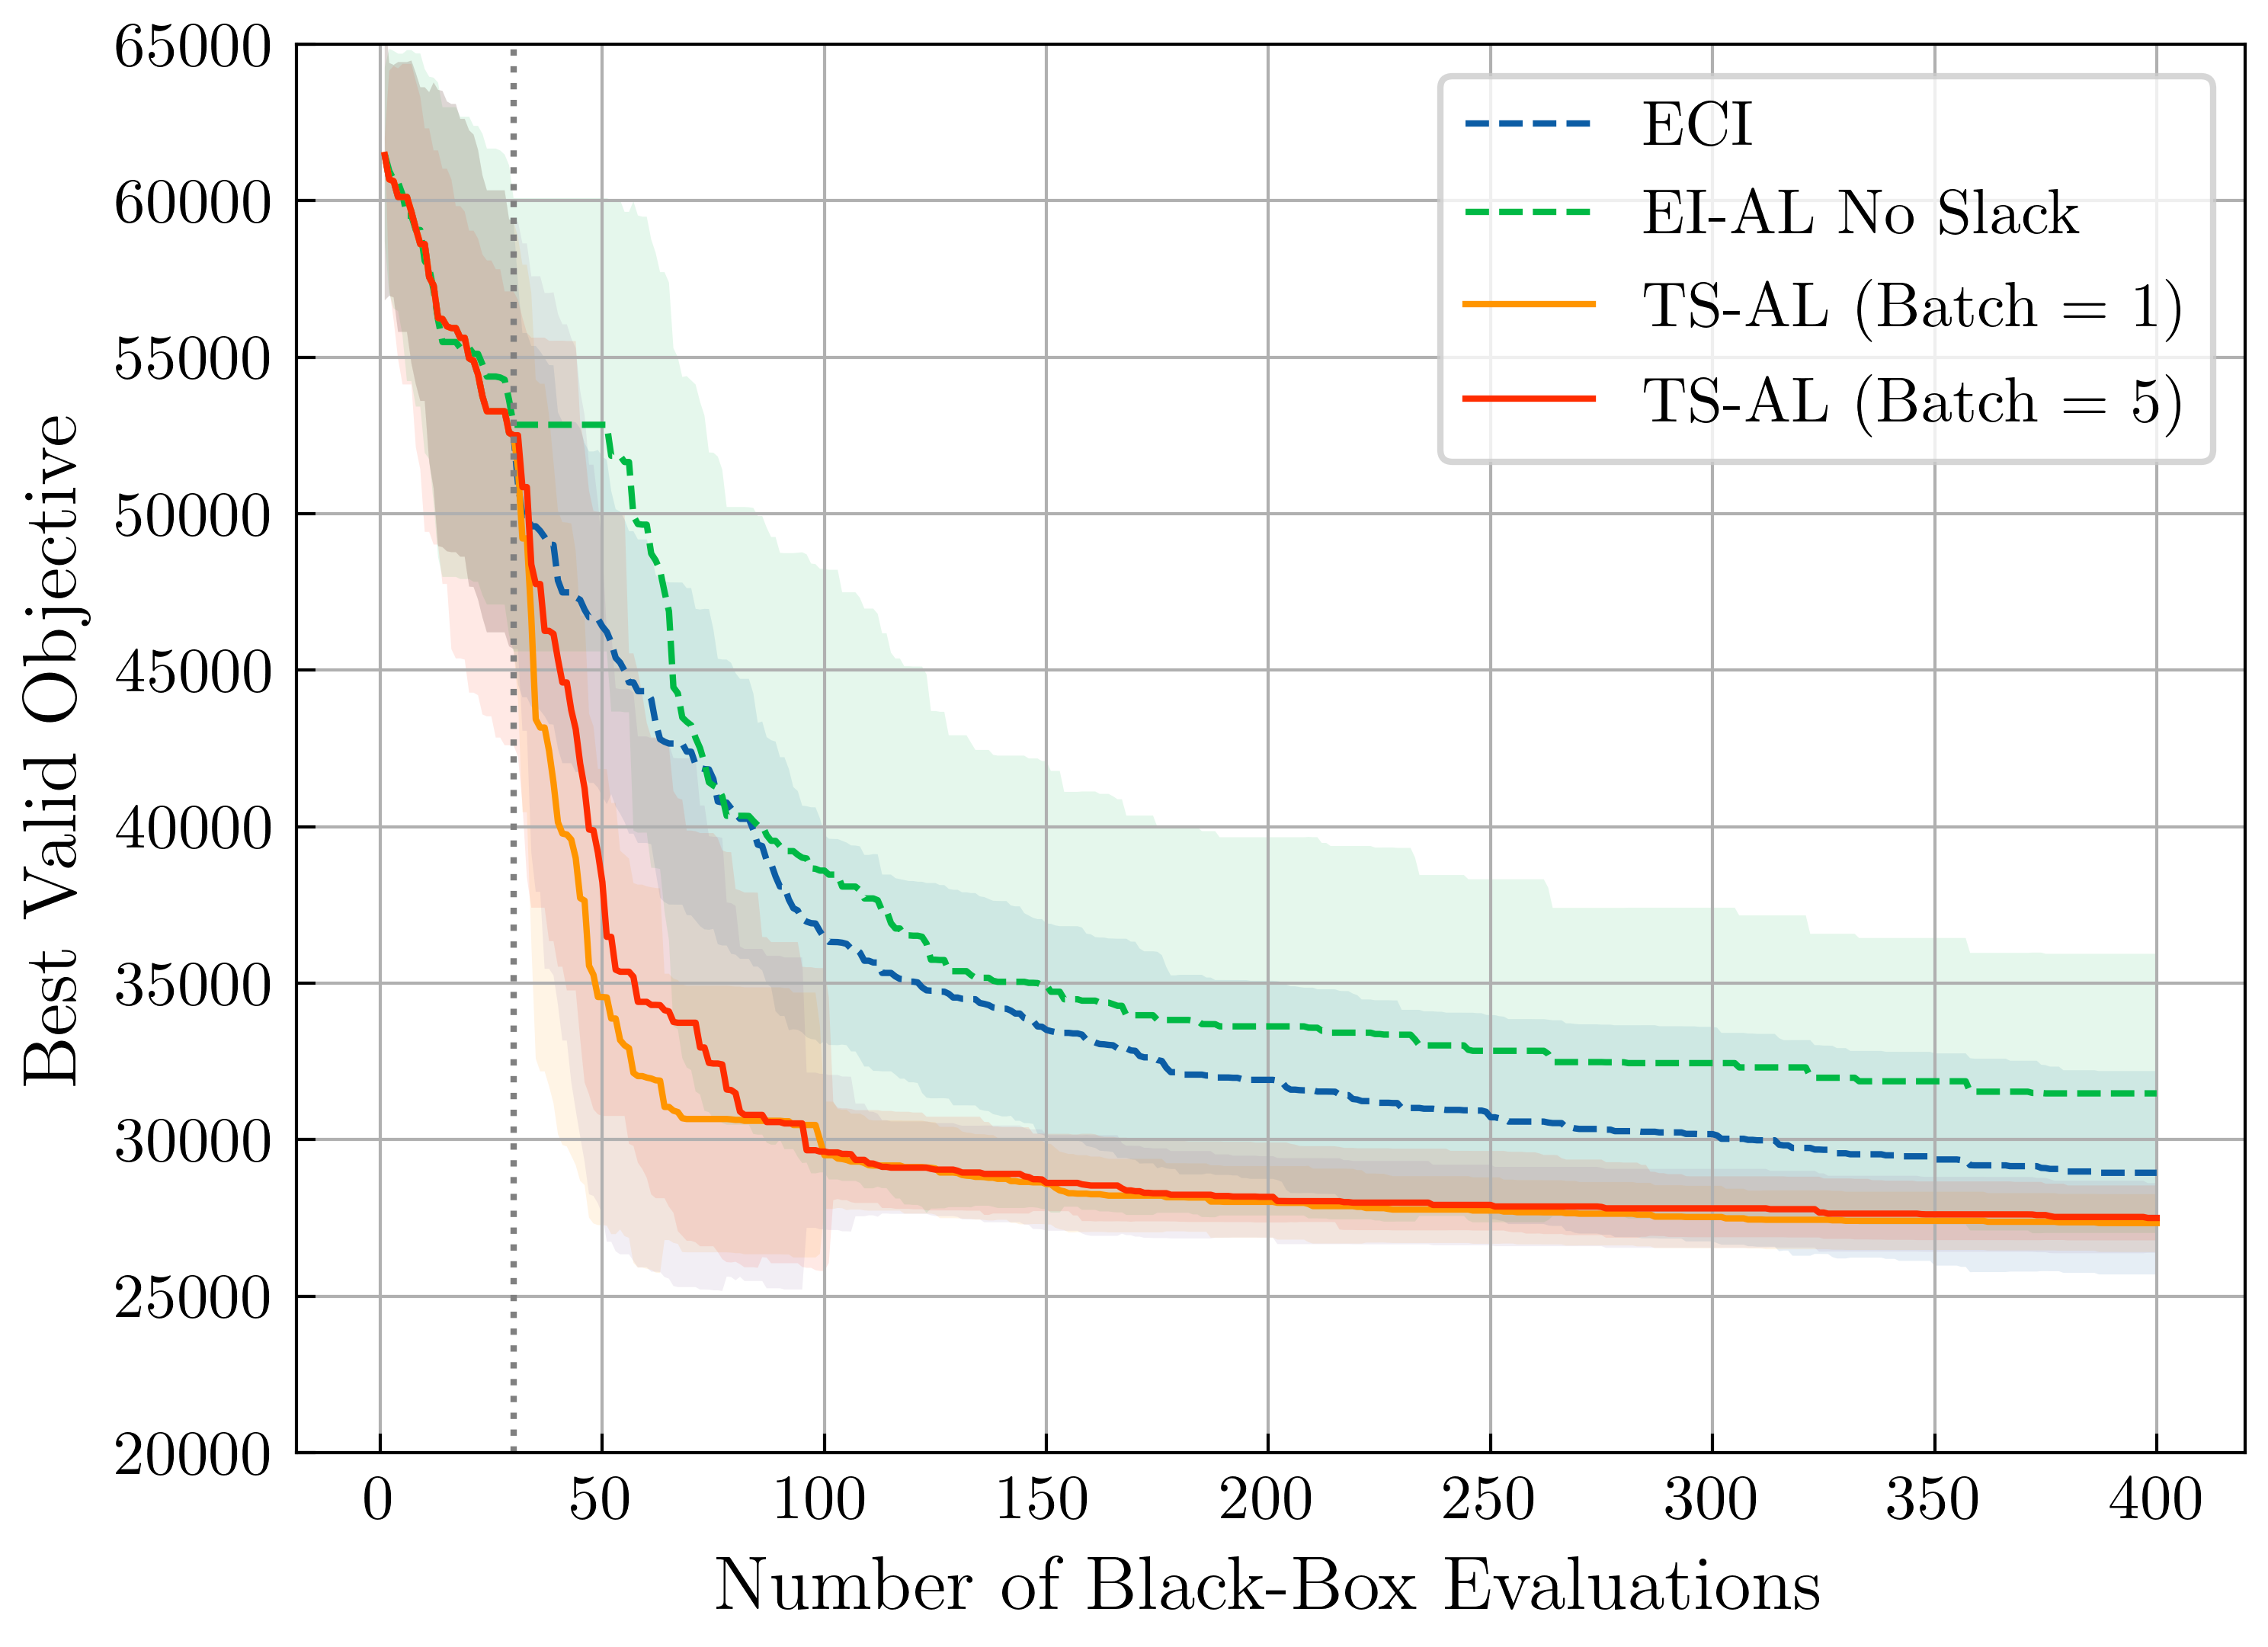 65000
60000
55000
50000
45000
40000
35000
30000
25000
20000
Best Valid Objective
ECI
EI-AL No Slack
TS-AL (Batch = 1)
TS-AL (Batch = 5)
0 50 100 150 200 250 300 350 400
Number of Black-Box Evaluations